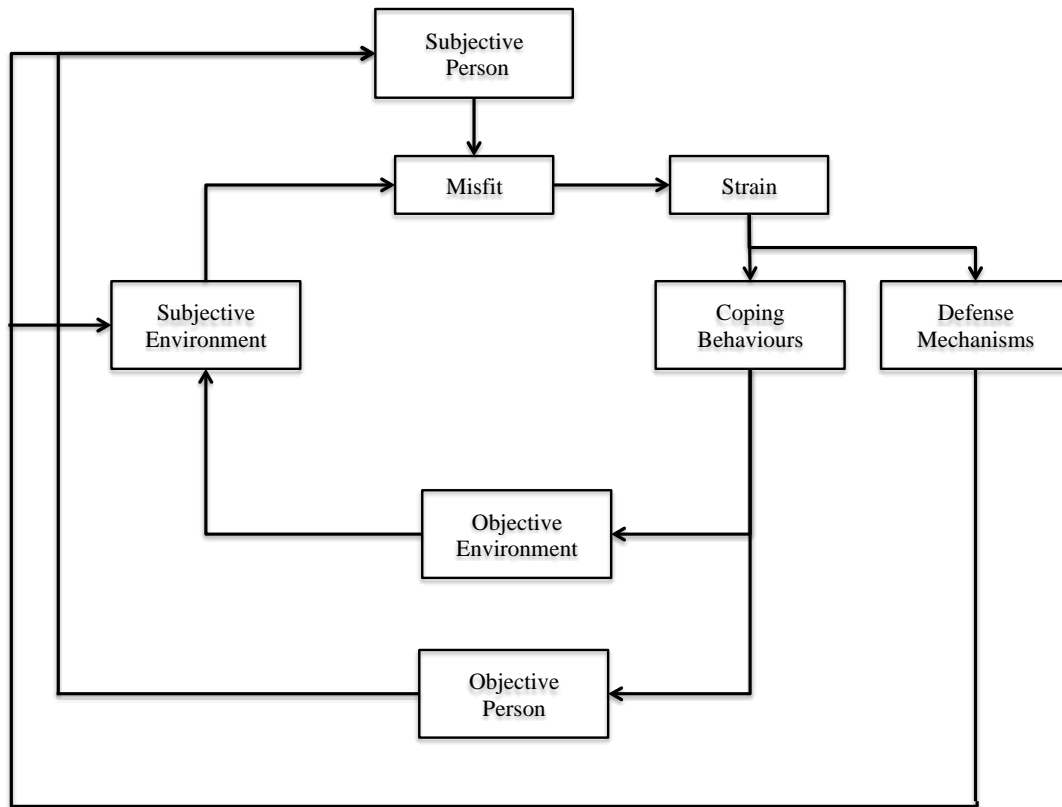 Subjective
Person
Misfit
Strain
Subjective
Environment
Coping
Behaviours
Defense
Mechanisms
Objective
Environment
Objective
Person